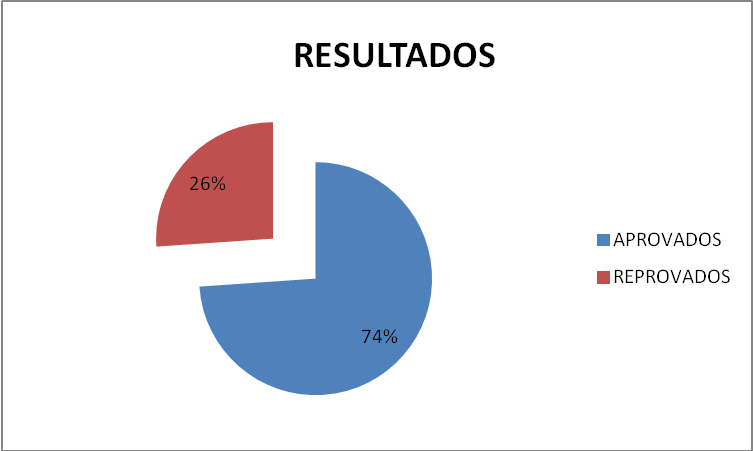 RESULTADOS
26%
74%
APROVADOS
REPROVADOS